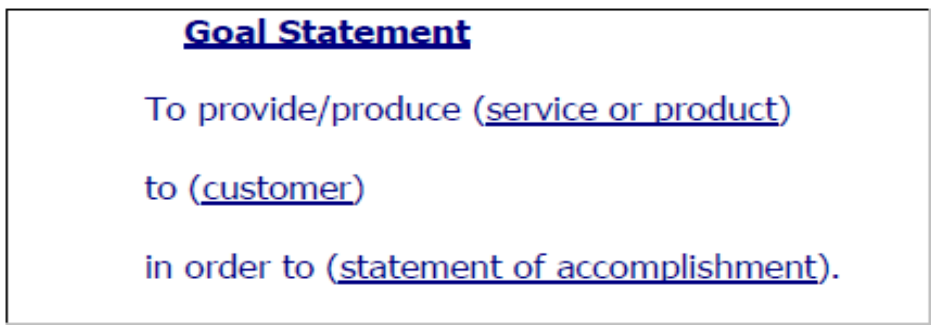 Goal Statement
To provide/produce (service or product)
to (customer)
in order to (statement of accomplishment).